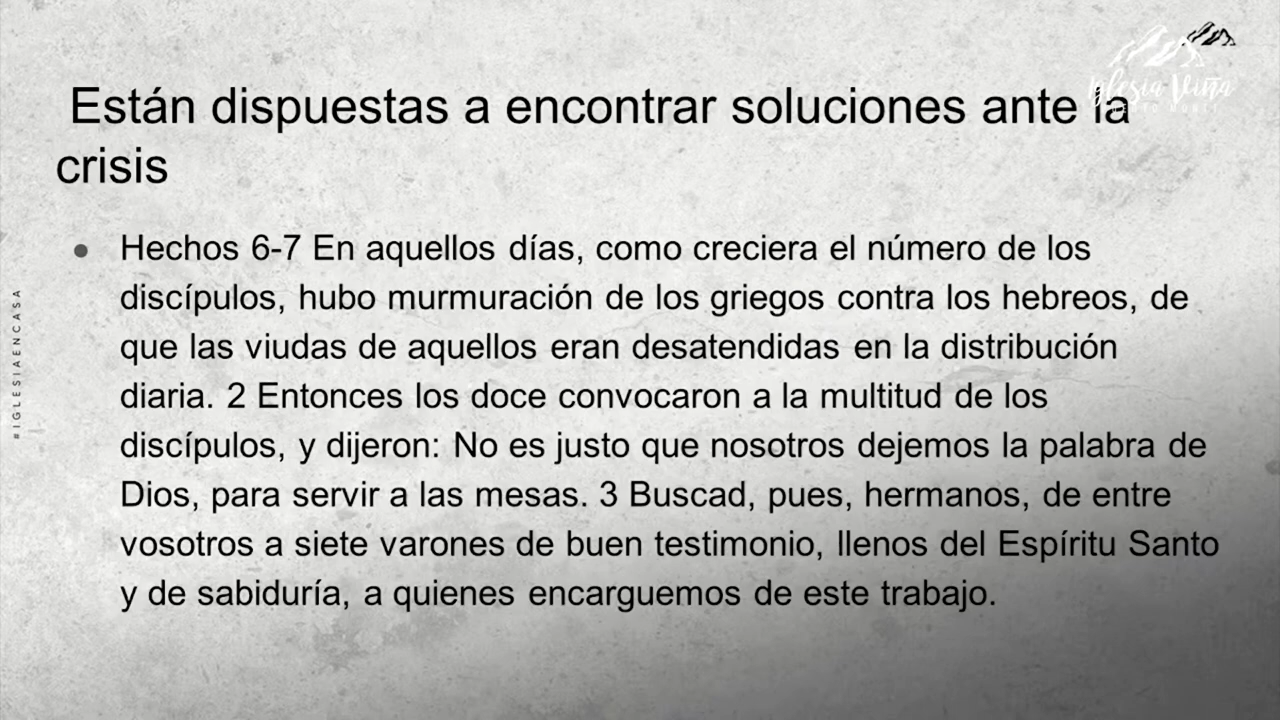 Iglesia Viña
Están dispuestas a encontrar soluciones ante la
crisis
● Hechos 6-7 En aquellos días, como creciera el número de los
discípulos, hubo murmuración de los griegos contra los hebreos, de
que las viudas de aquellos eran desatendidas en la distribución
diaria. 2 Entonces los doce convocaron a la multitud de los
discípulos, y dijeron: No es justo que nosotros dejemos la palabra de
Dios, para servir a las mesas. 3 Buscad, pues, hermanos, de entre
vosotros a siete varones de buen testimonio, llenos del Espíritu Santo
y de sabiduría, a quienes encarguemos de este trabajo.
#IGLESIAENCASA